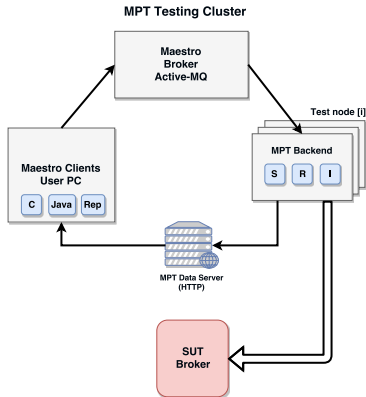 MPT Testing Cluster
Maestro
Broker
Active-MQ
Test node [i]
MPT Backend
S R I
Maestro Clients
User PC
C Java Rep
MPT Data Server
(HTTP)
SUT
Broker